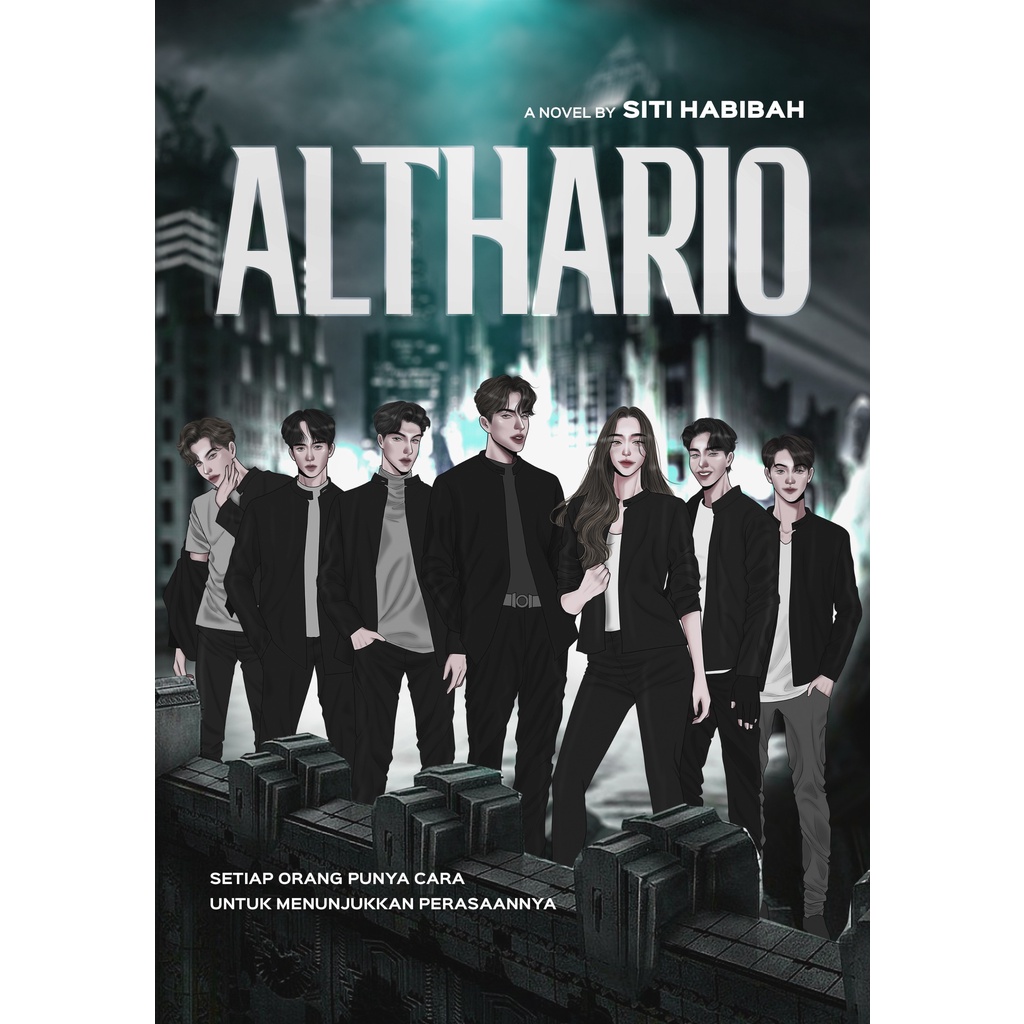 A NOVEL BY SITI HABIBAH
ALTHARIO
SETIAP ORANG PUNYA CARA
UNTUK MENUNJUKKAN PERASAANNYA